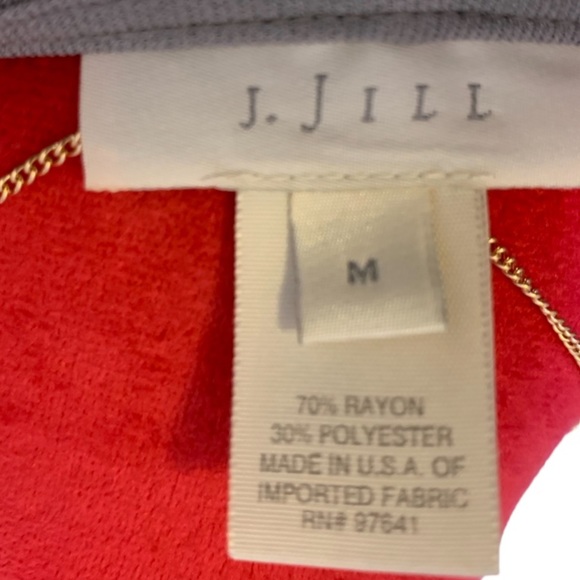 J. JILL
M
70% RAYON
30% POLYESTER
MADE IN U.S.A. OF
IMPORTED FABRIC
RN# 97641